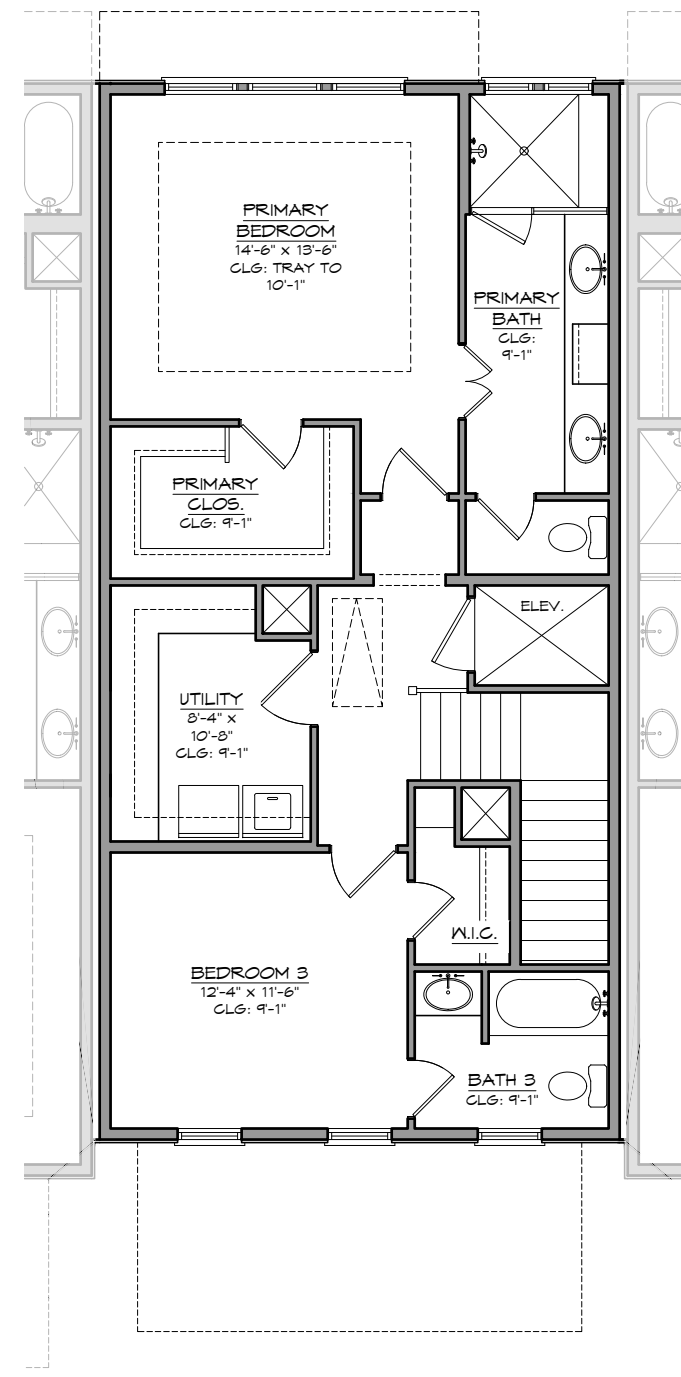 PRIMARY
BEDROOM
14'-6" x 13'-6"
CLG: TRAY TO
10'-1"
PRIMARY
BATH
CLG:
9'-1"
PRIMARY
CLOS.
CLG: 9'-1"
ELEV.
UTILITY
8'-4" x
10'-8"
CLG: 9'-1"
W.I.C.
BEDROOM 3
12'-4" x 11'-6"
CLG: 9'-1"
BATH 3
CLG: 9'-1"